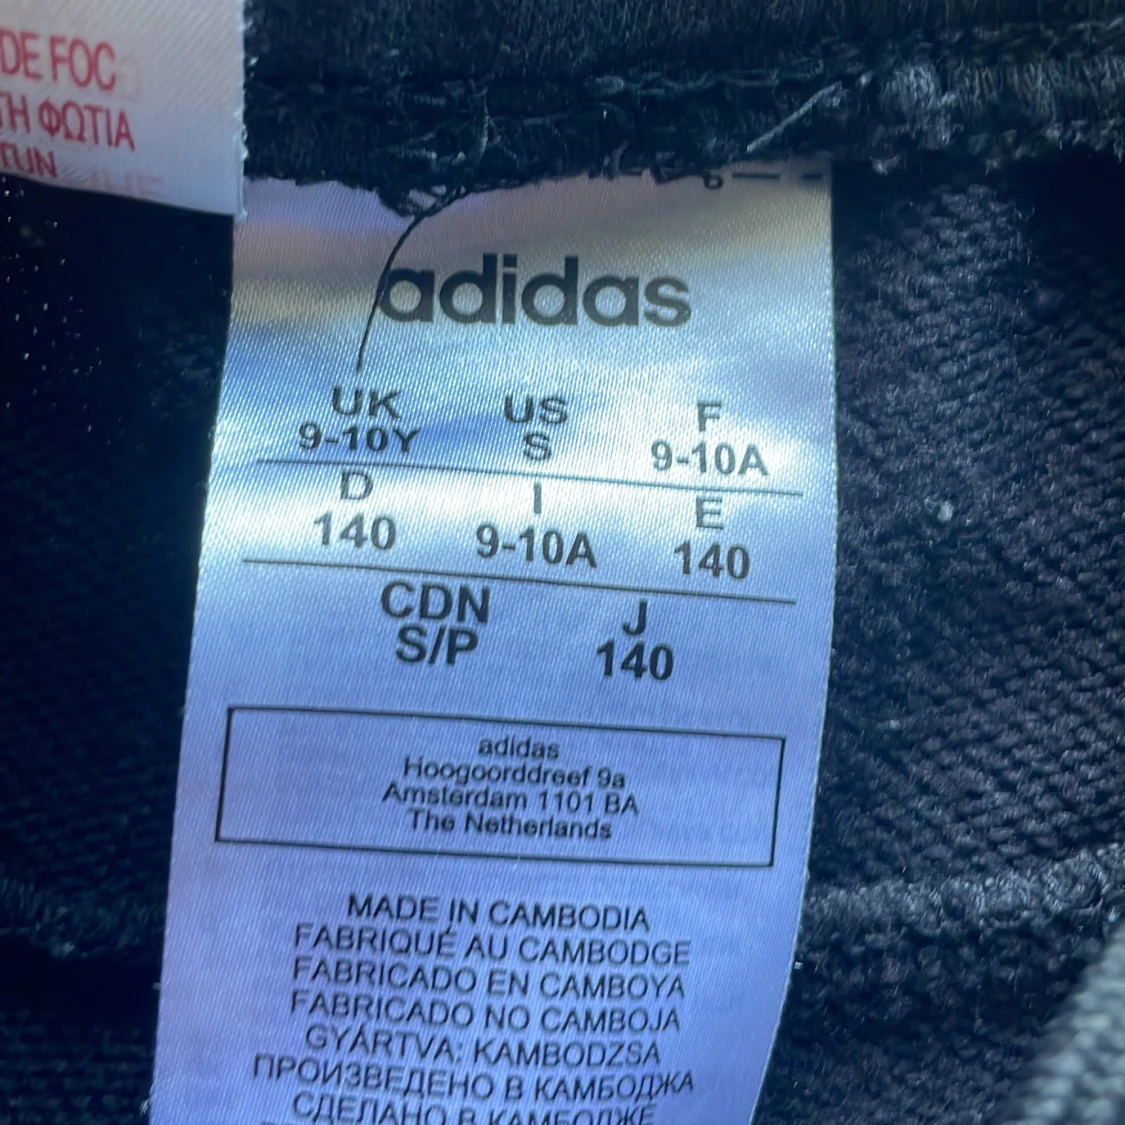 DE FOC
ΤΗ ΦΩΤΙΑ
adidas
UK US F
9-10Y S 9-10A
D I E
140 9-10A 140
CDN J
S/P 140
adidas
Hoogoorddreef 9a
Amsterdam 1101 BA
The Netherlands
MADE IN CAMBODIA
FABRIQUÉ AU CAMBODGE
FABRICADO EN CAMBOYA
FABRICADO NO CAMBOJA
GYÁRTVA: KAMBODZSA
ПРОИЗВЕДЕНО В КАМБОДЖА
СДЕЛАНО В КАМБОДЖЕ